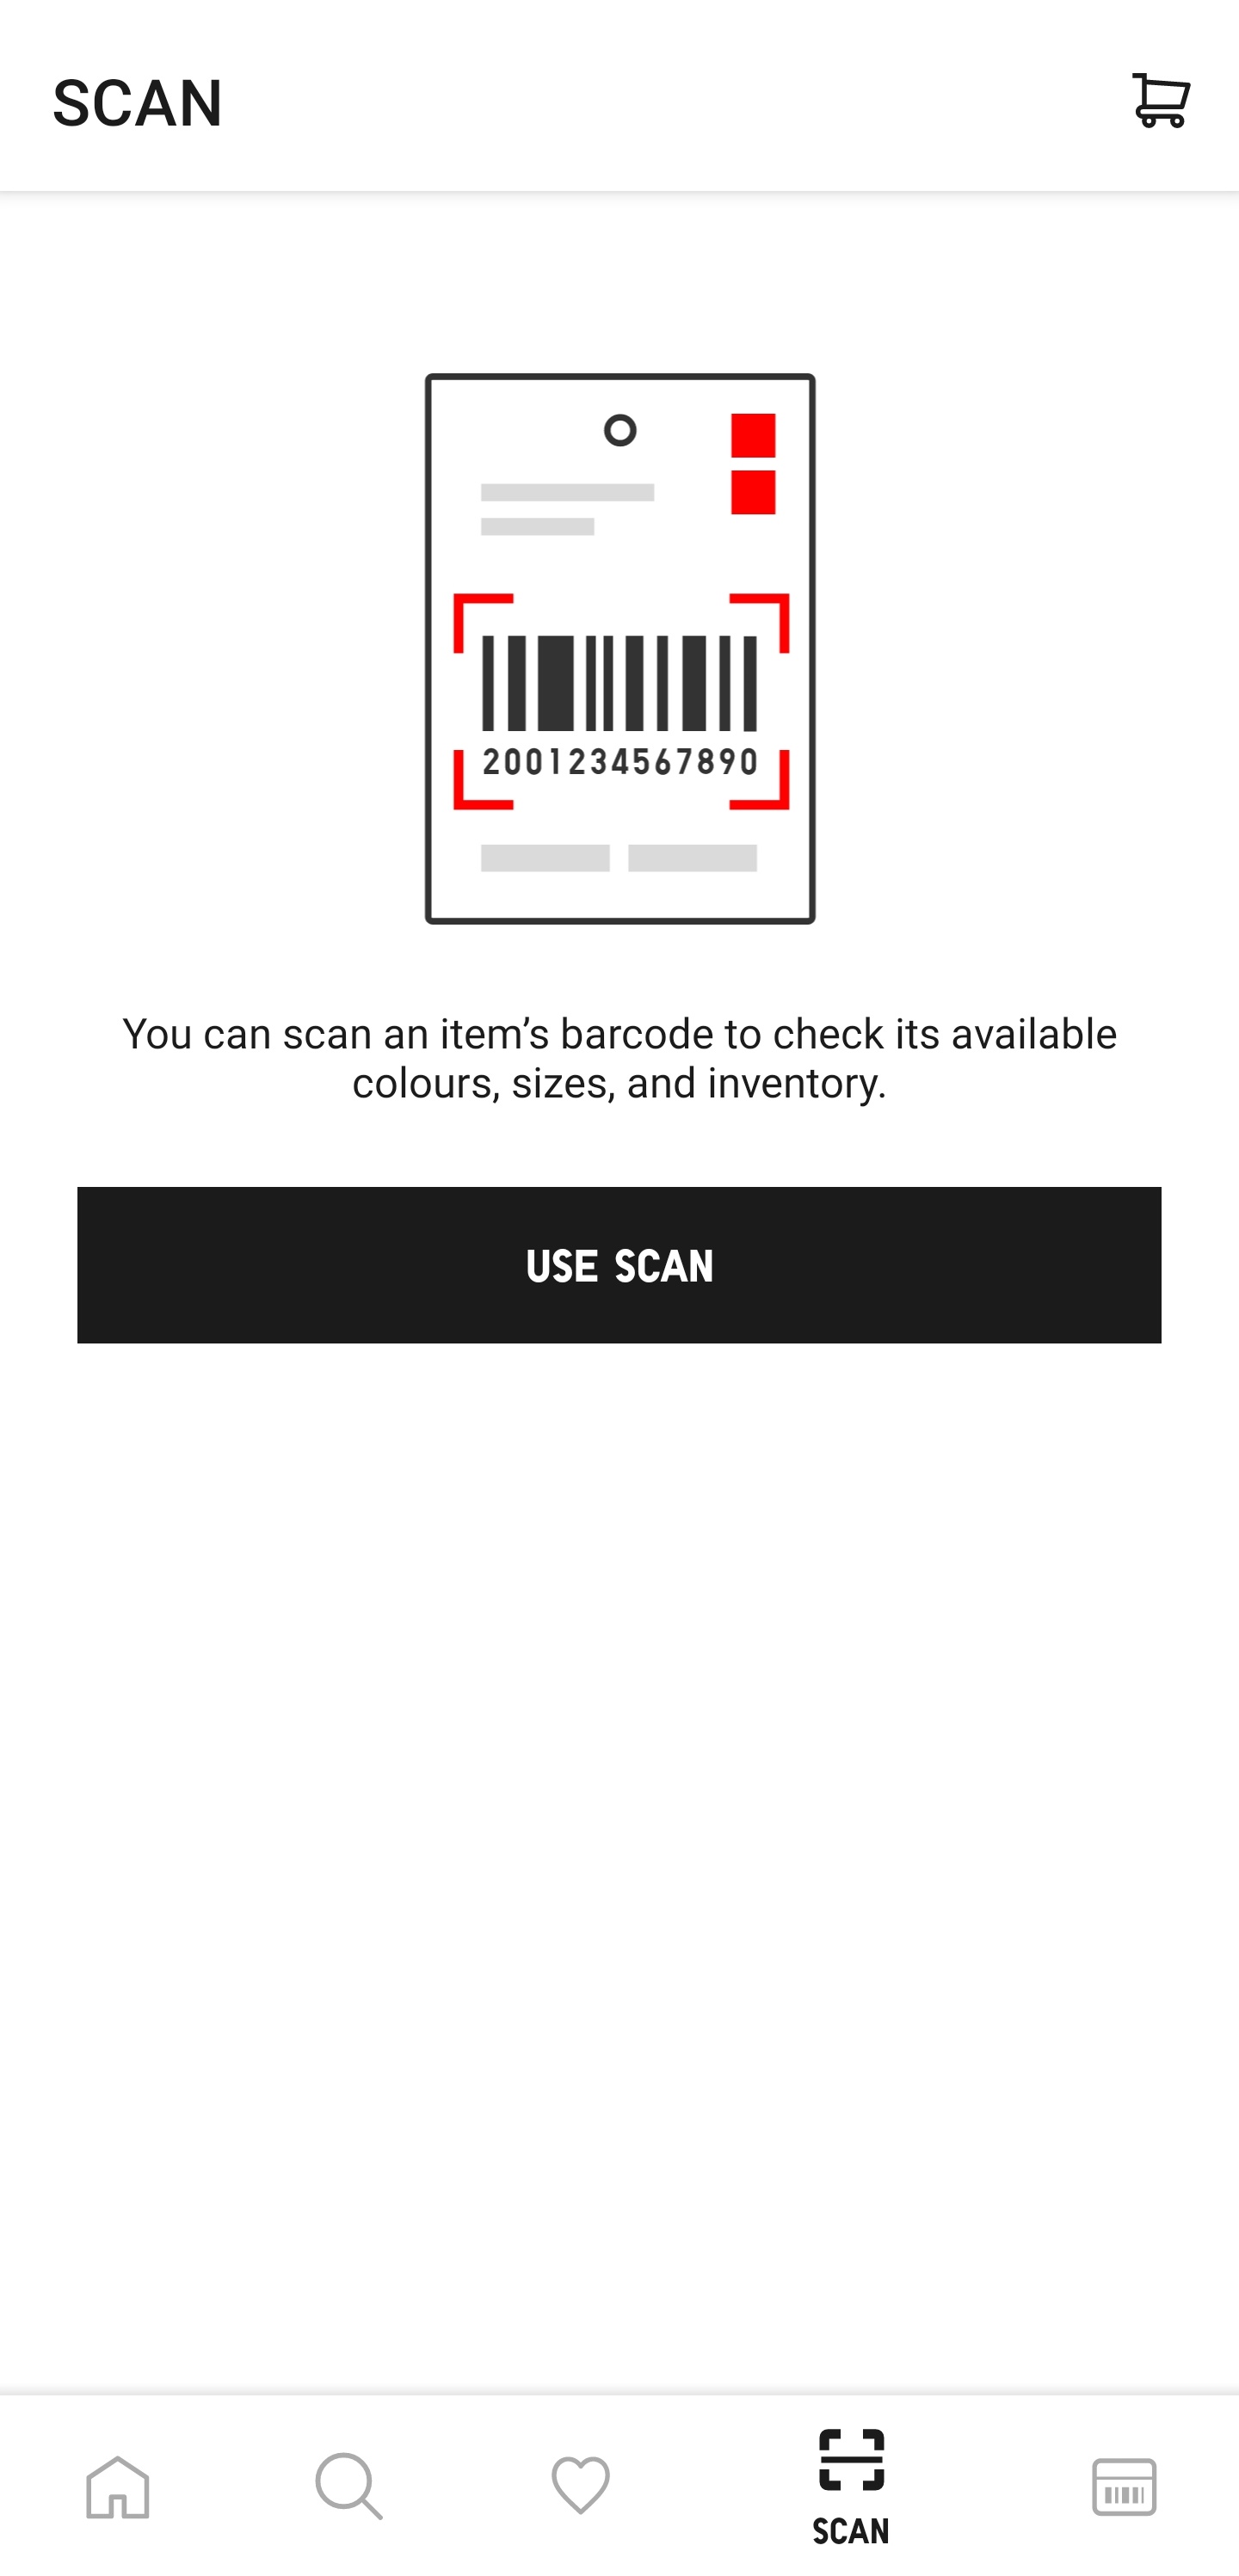 SCAN
2001234567890
You can scan an item’s barcode to check its available
colours, sizes, and inventory.
USE SCAN
SCAN